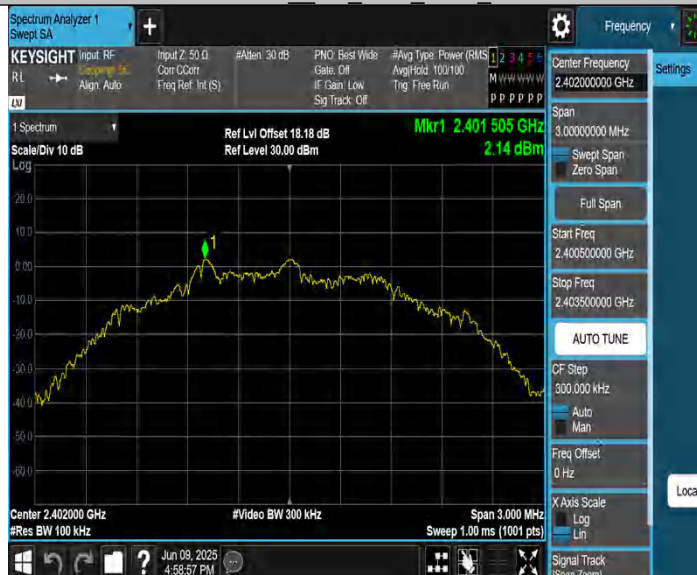 Spectrum Analyzer 1
Swept SA
+
Frequency
KEYSIGHT
RL
LXI
Input: RF
Align: Auto
Input Z: 50 Ω
Corr CCorr
Freq Ref: Int (S)
#Atten: 30 dB
PNO: Best Wide
Gate: Off
IF Gain: Low
Sig Track: Off
#Avg Type: Power (RMS
Avg|Hold: 100/100
Trig: Free Run
1 2 3 4 5 6
M W W W W W
P P P P P P
Settings
Center Frequency
2.402000000 GHz
Span
3.00000000 MHz
Swept Span
Zero Span
Full Span
Start Freq
2.400500000 GHz
Stop Freq
2.403500000 GHz
AUTO TUNE
CF Step
300.000 kHz
Auto
Man
Freq Offset
0 Hz
X Axis Scale
Log
Lin
Signal Track
(Span Zoom)
Loca
1 Spectrum
Scale/Div 10 dB
Log
Ref Lvl Offset 18.18 dB
Ref Level 30.00 dBm
Mkr1 2.401 505 GHz
2.14 dBm
1
20.0
10.0
0.00
-10.0
-20.0
-30.0
-40.0
-50.0
-60.0
Center 2.402000 GHz
#Res BW 100 kHz
#Video BW 300 kHz
Span 3.000 MHz
Sweep 1.00 ms (1001 pts)
?
Jun 09, 2025
4:58:57 PM